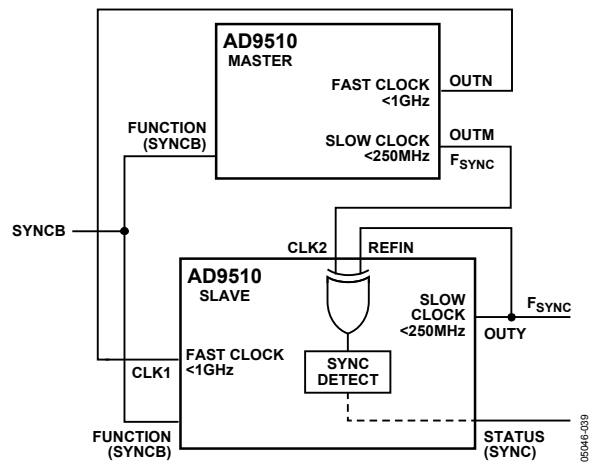 AD9510
MASTER
FAST CLOCK
<1GHz
OUTN
FUNCTION
(SYNCB)
SLOW CLOCK
<250MHz
OUTM
FSYNC
SYNCB
CLK2
REFIN
AD9510
SLAVE
SLOW
CLOCK
<250MHz
FSYNC
OUTY
FAST CLOCK
<1GHz
CLK1
SYNC
DETECT
FUNCTION
(SYNCB)
STATUS
(SYNC)
05046-039